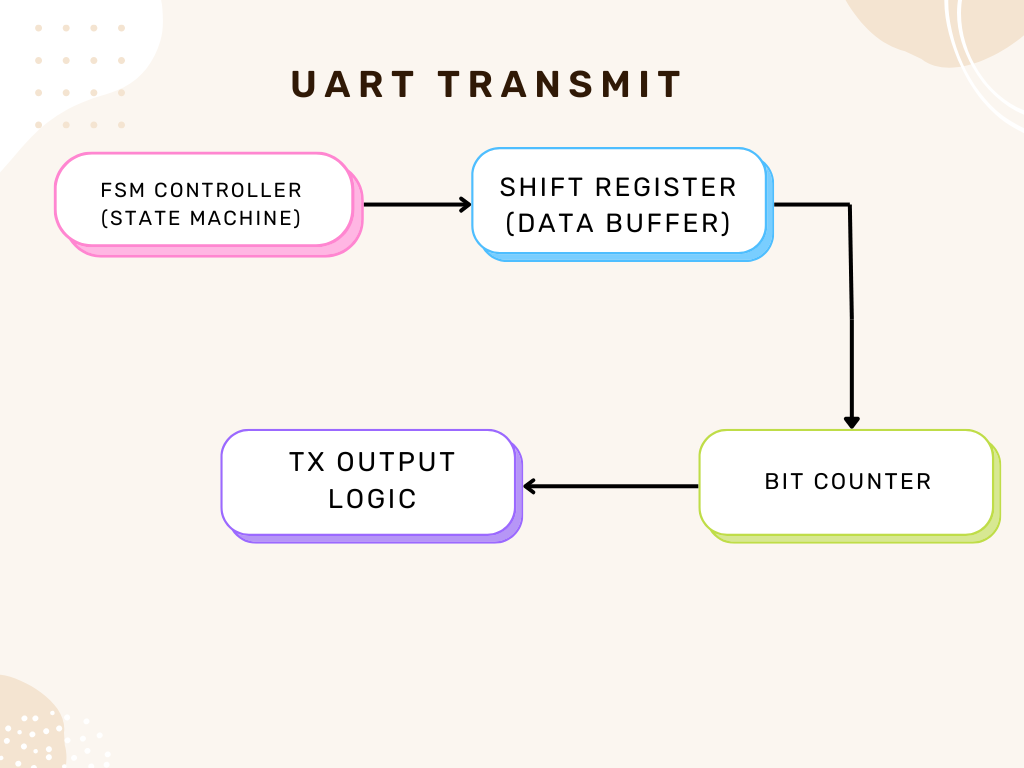 UART TRANSMIT
FSM CONTROLLER
(STATE MACHINE)
SHIFT REGISTER
(DATA BUFFER)
TX OUTPUT
LOGIC
BIT COUNTER